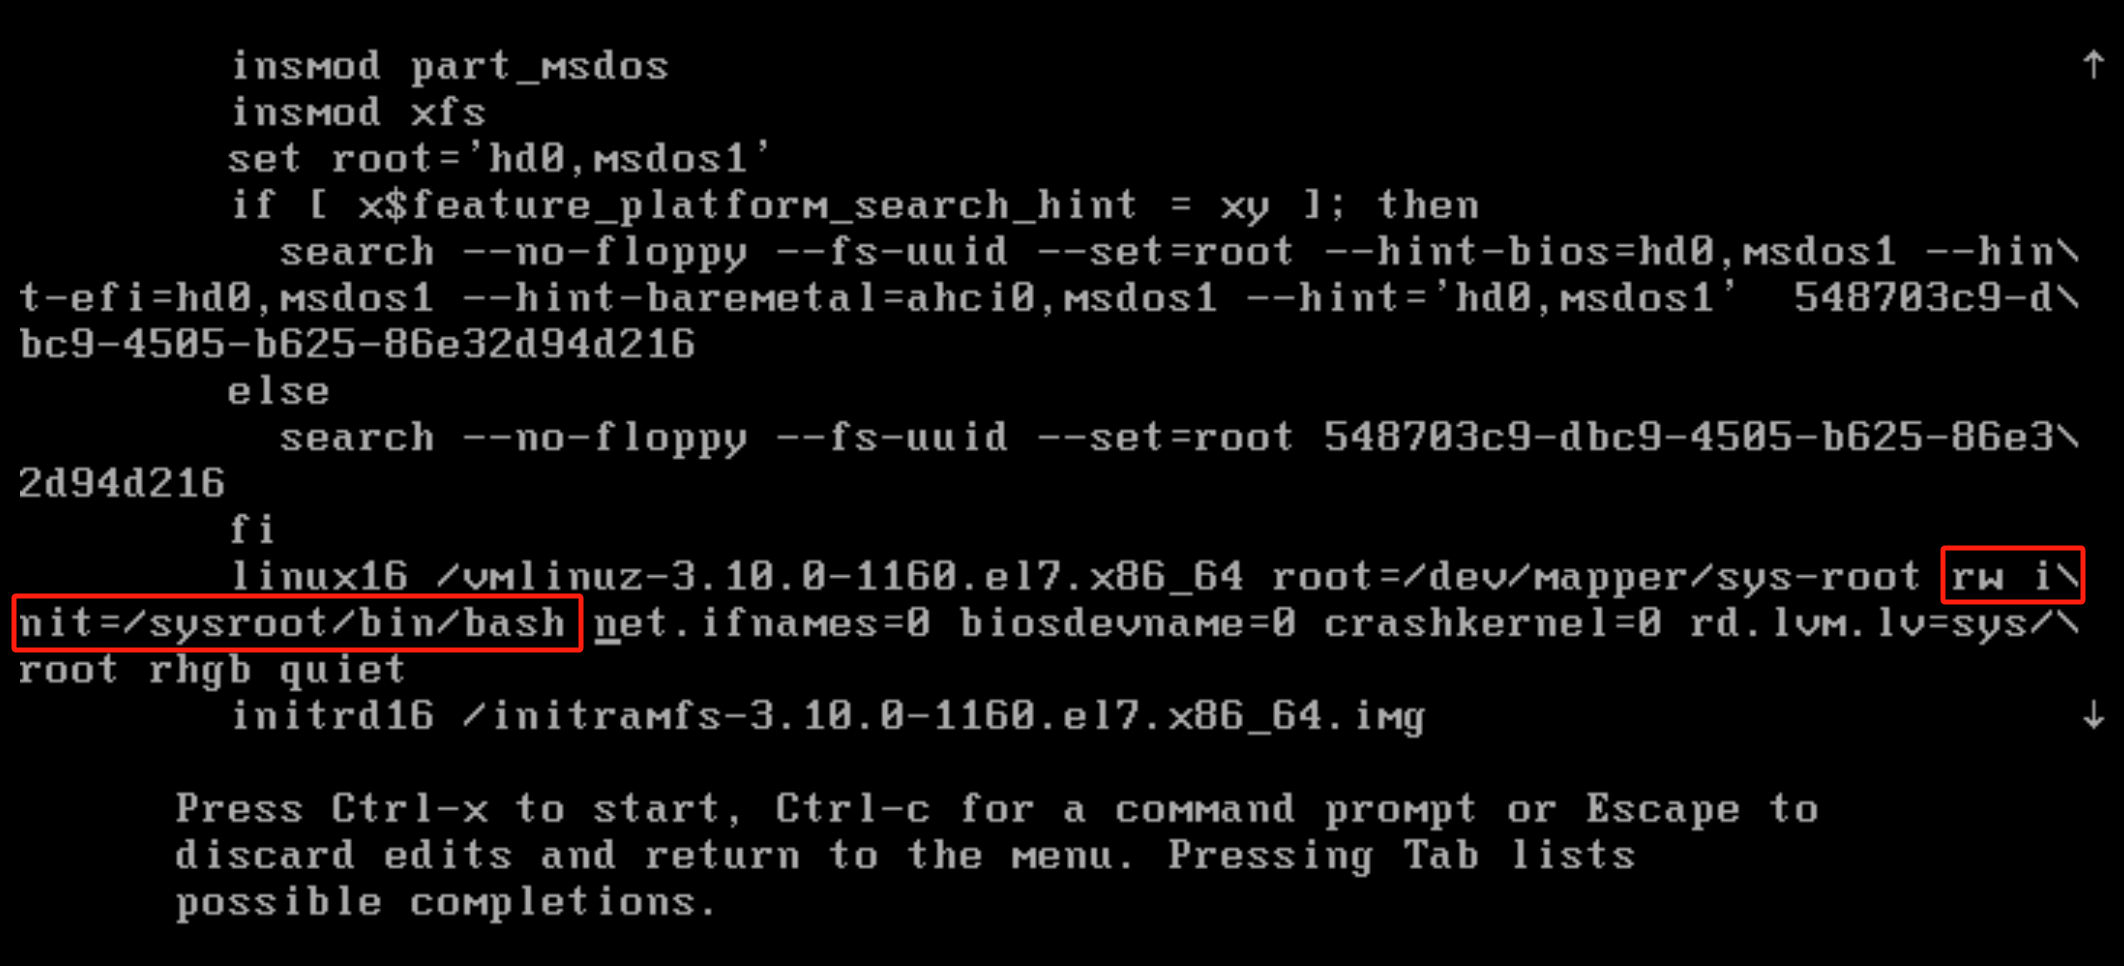 insmod part_msdos
↑
insmod xfs
set root='hd0,msdos1'
if [ x$feature_platform_search_hint = xy ]; then
search --no-floppy --fs-uuid --set=root --hint-bios=hd0,msdos1 --hin\
t-efi=hd0,msdos1 --hint-baremetal=ahci0,msdos1 --hint='hd0,msdos1'  548703c9-d\
bc9-4505-b625-86e32d94d216
else
search --no-floppy --fs-uuid --set=root 548703c9-dbc9-4505-b625-86e3\
2d94d216
fi
linux16 /vmlinuz-3.10.0-1160.el7.x86_64 root=/dev/mapper/sys-root rw i\
nit=/sysroot/bin/bash net.ifnames=0 biosdevname=0 crashkernel=0 rd.lvm.lv=sys/\
root rhgb quiet
initrd16 /initramfs-3.10.0-1160.el7.x86_64.img
↓
Press Ctrl-x to start, Ctrl-c for a command prompt or Escape to
discard edits and return to the menu. Pressing Tab lists
possible completions.